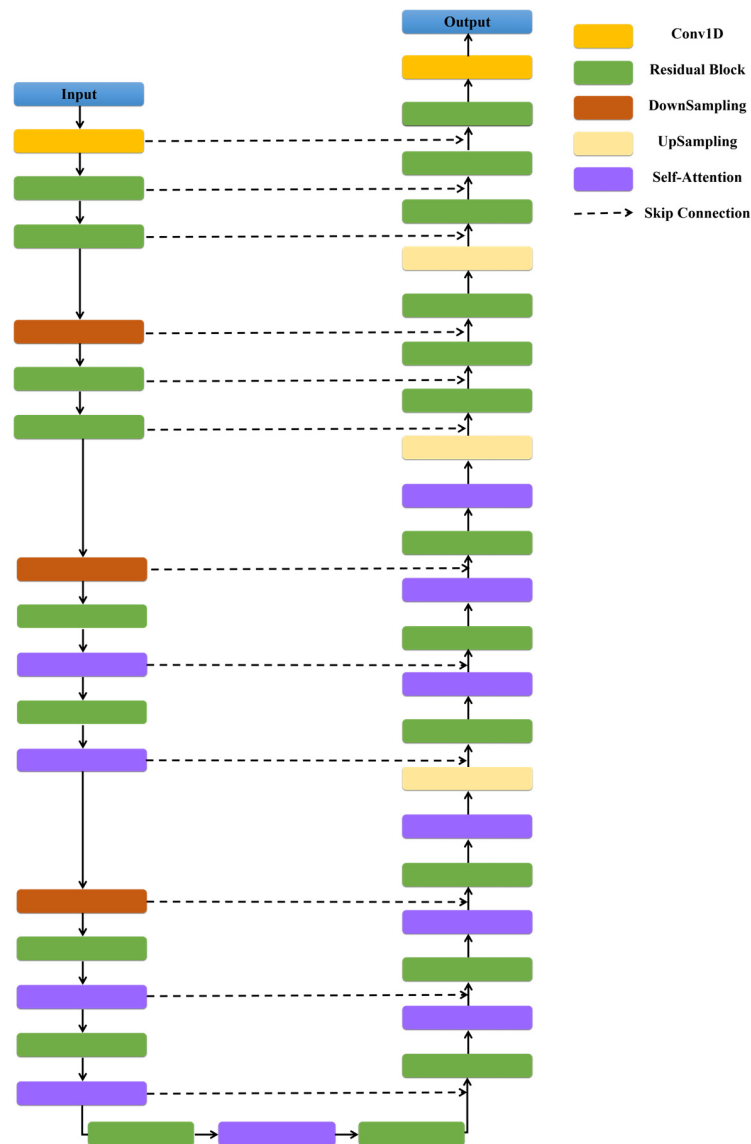 Output
Input
Conv1D
Residual Block
DownSampling
UpSampling
Self-Attention
Skip Connection